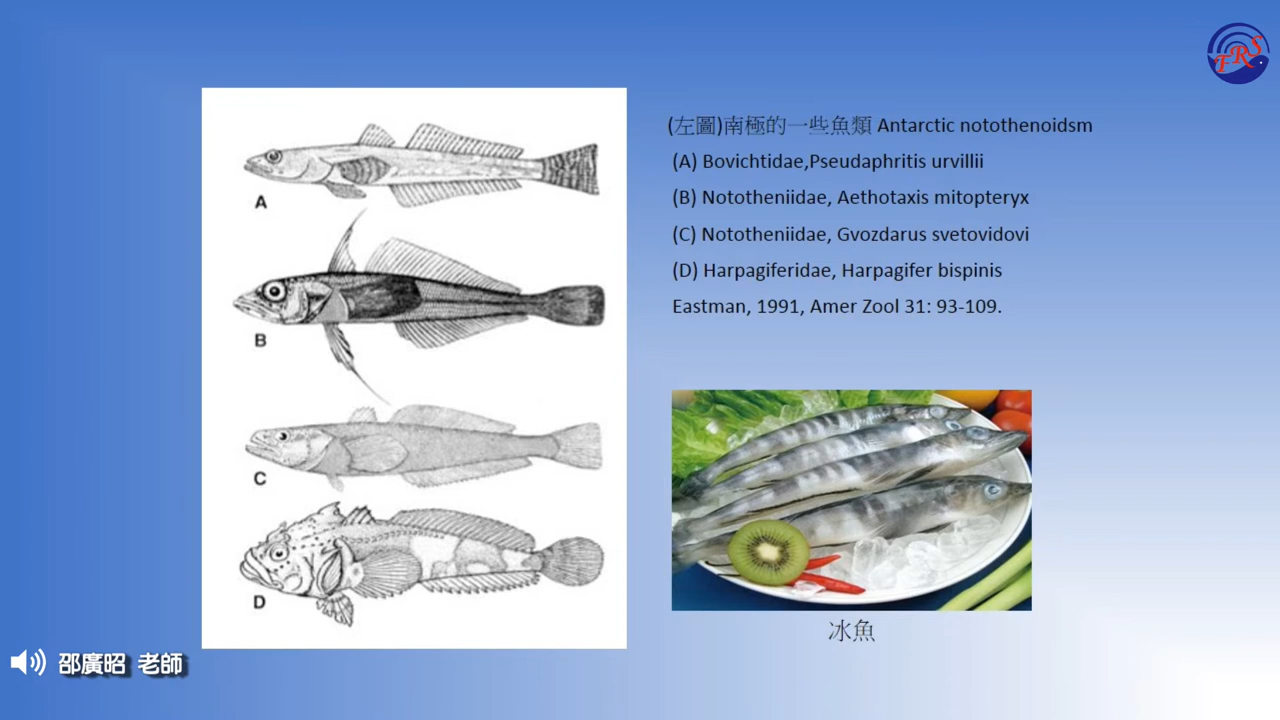 FRS
(左圖)南極的一些魚類 Antarctic notothenoidsm
(A) Bovichtidae,Pseudaphritis urvillii
(B) Nototheniidae, Aethotaxis mitopteryx
(C) Nototheniidae, Gvozdarus svetovidovi
(D) Harpagiferidae, Harpagifer bispinis
Eastman, 1991, Amer Zool 31: 93-109.
A
B
C
D
冰魚
邵廣昭 老師